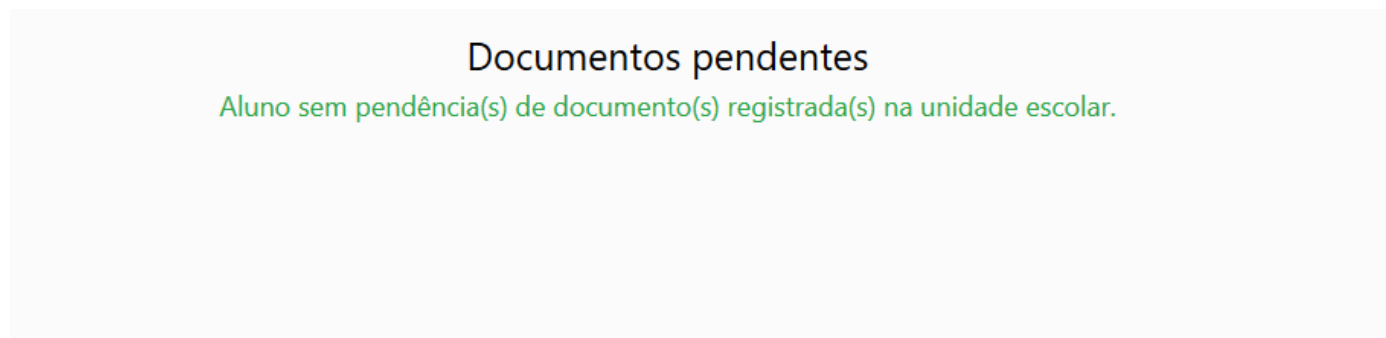 Documentos pendentes
Aluno sem pendência(s) de documento(s) registrada(s) na unidade escolar.